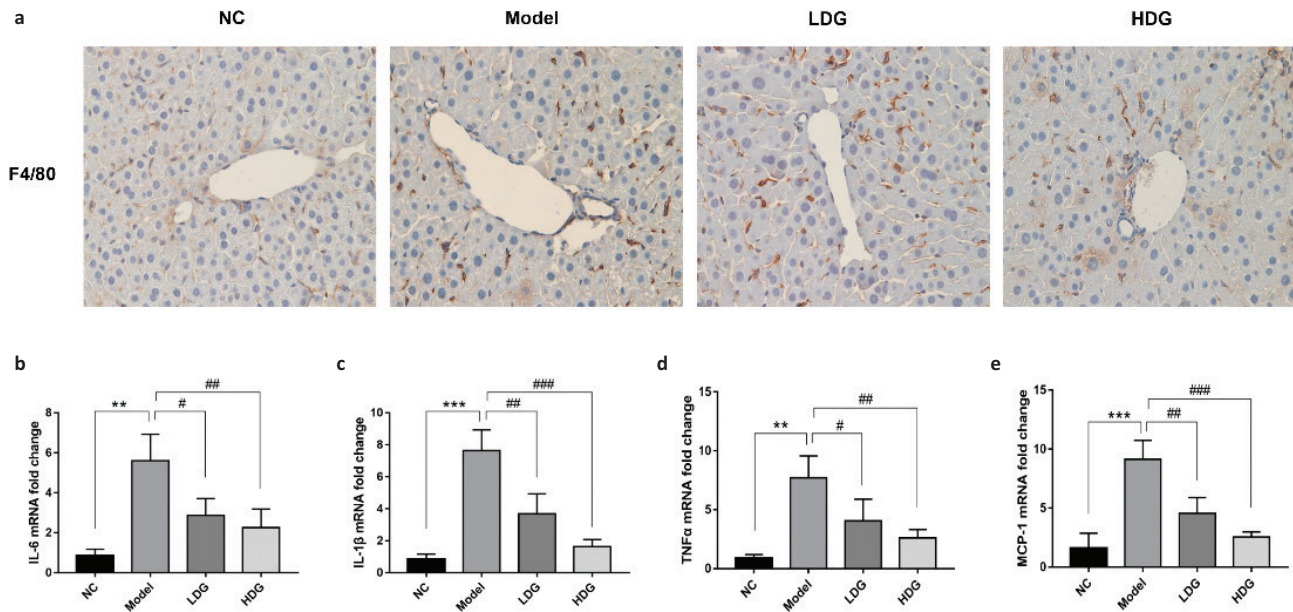 a
NC
Model
LDG
HDG
F4/80
b
IL-6 mRNA fold change
8
6
4
2
0
**
#
##
NC
Model
LDG
HDG
c
IL-1β mRNA fold change
10
8
6
4
2
0
***
##
###
NC
Model
LDG
HDG
d
TNFα mRNA fold change
15
10
5
0
**
#
##
NC
Model
LDG
HDG
e
MCP-1 mRNA fold change
15
10
5
0
***
##
###
NC
Model
LDG
HDG